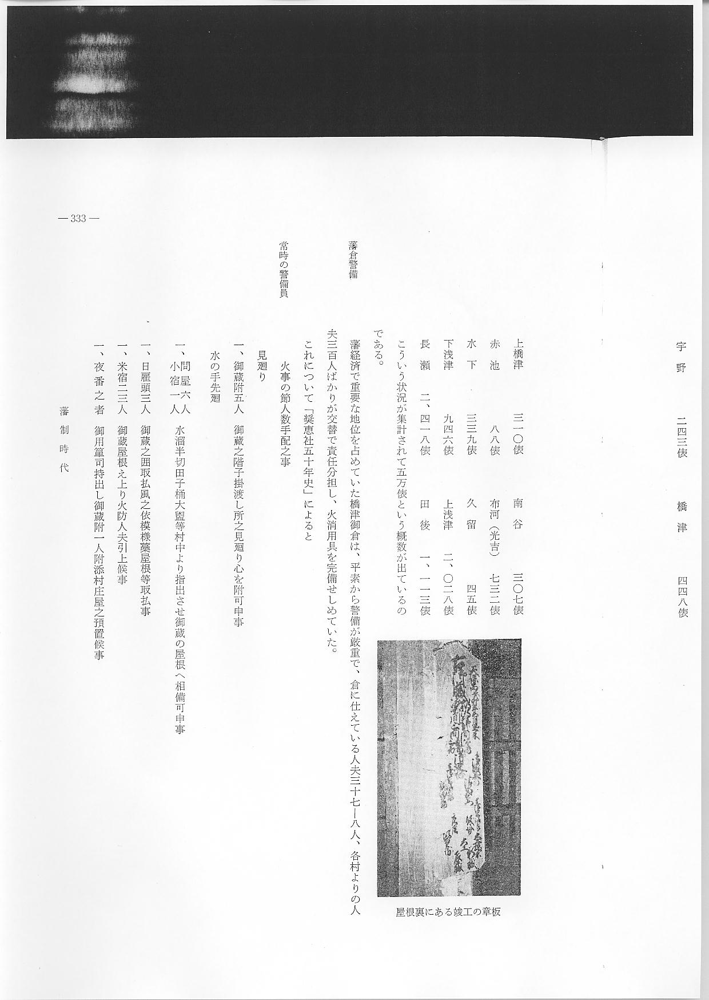 宇野 二四三俵 橋津 四四八俵
上橋津 三一〇俵 南谷 三〇七俵
赤池 八八俵 布河（光吉） 七三二俵
水下 三三九俵 久留 四五俵
下浅津 九四六俵 上浅津 二、〇二八俵
長瀬 二、四一八俵 田後 一、一一三俵
こういう状況が集計されて五万俵という概数が出ているの
である。
屋根裏にある竣工の章板
藩倉警備
藩経済で重要な地位を占めていた橋津御倉は、平素から警備が厳重で、倉に仕えている人夫三十七―八人、各村よりの人
夫三百人ばかりが交替で責任分担し、火消用具を完備せしめていた。
これについて「奨恵社五十年史」によると
常時の警備員
火事の節人数手配之事
見廻り
一、御蔵附五人 御蔵之階子掛渡し所之見廻り心を附可申事
水の手先廻
一、問屋六人 小宿一人 水溜半切田子桶大盥等村中より指出させ御蔵の屋根へ相備可申事
一、日雇頭三人 御蔵之囲取払風之依模様藁屋根等取払事
一、米宿二三人 御蔵屋根え上り火防人夫引上候事
一、夜番之者 御用簞司持出し御蔵附一人附添村庄屋之預置候事
藩制時代
― 333 ―